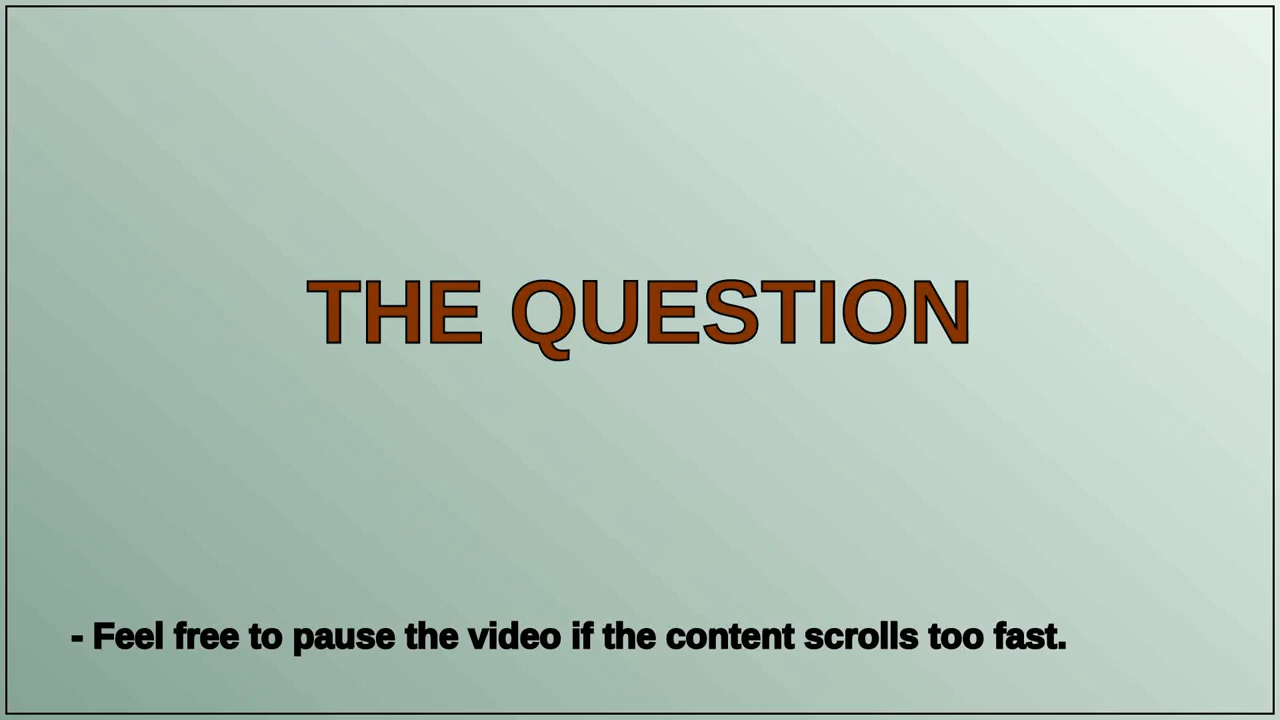 THE QUESTION
- Feel free to pause the video if the content scrolls too fast.